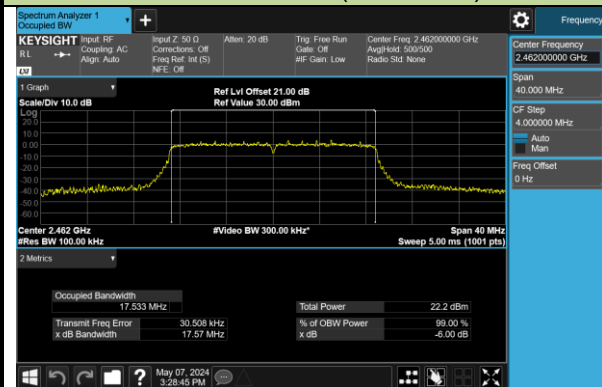 Spectrum Analyzer 1
Occupied BW
Frequency
KEYSIGHT Input: RF Input Z: 50 Ω Atten: 20 dB Trig: Free Run Center Freq: 2.462000000 GHz
RL Coupling: AC Corrections: Off Gate: Off Avg|Hold: 500/500
Align: Auto Freq Ref: Int (S) #IF Gain: Low Radio Std: None
NFE: Off
Center Frequency
2.462000000 GHz
Span
40.000 MHz
CF Step
4.000000 MHz
Auto
Man
Freq Offset
0 Hz
1 Graph
Ref Lvl Offset 21.00 dB
Scale/Div 10.0 dB Ref Value 30.00 dBm
Log
20.0
10.0
0.00
-10.0
-20.0
-30.0
-40.0
-50.0
-60.0
Center 2.462 GHz #Video BW 300.00 kHz* Span 40 MHz
#Res BW 100.00 kHz Sweep 5.00 ms (1001 pts)
2 Metrics
Occupied Bandwidth
17.533 MHz Total Power 22.2 dBm
Transmit Freq Error 30.508 kHz % of OBW Power 99.00 %
x dB Bandwidth 17.57 MHz x dB -6.00 dB
? May 07, 2024
3:28:45 PM